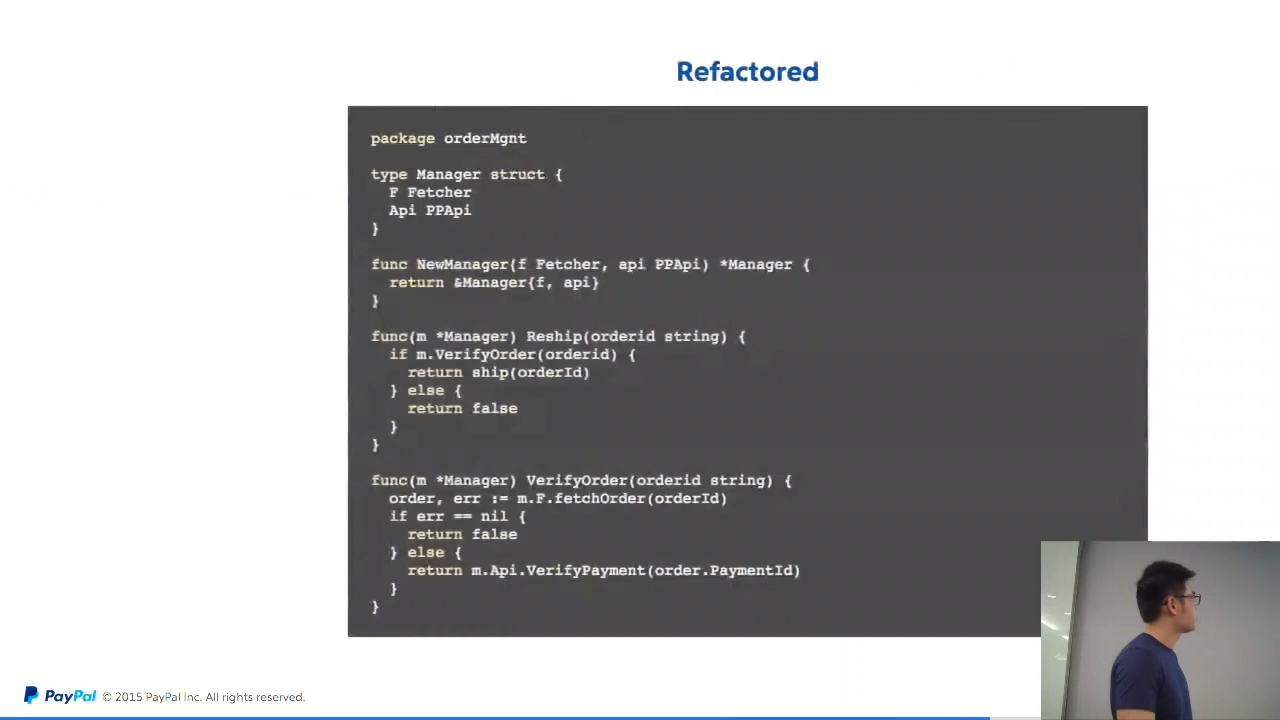 Refactored
package orderMgnt
type Manager struct {
F Fetcher
Api PPApi
}
func NewManager(f Fetcher, api PPApi) *Manager {
return &Manager{f, api}
}
func(m *Manager) Reship(orderid string) {
if m.VerifyOrder(orderid) {
return ship(orderId)
} else {
return false
}
}
func(m *Manager) VerifyOrder(orderid string) {
order, err := m.F.fetchOrder(orderId)
if err == nil {
return false
} else {
return m.Api.VerifyPayment(order.PaymentId)
}
}
PayPal © 2015 PayPal Inc. All rights reserved.